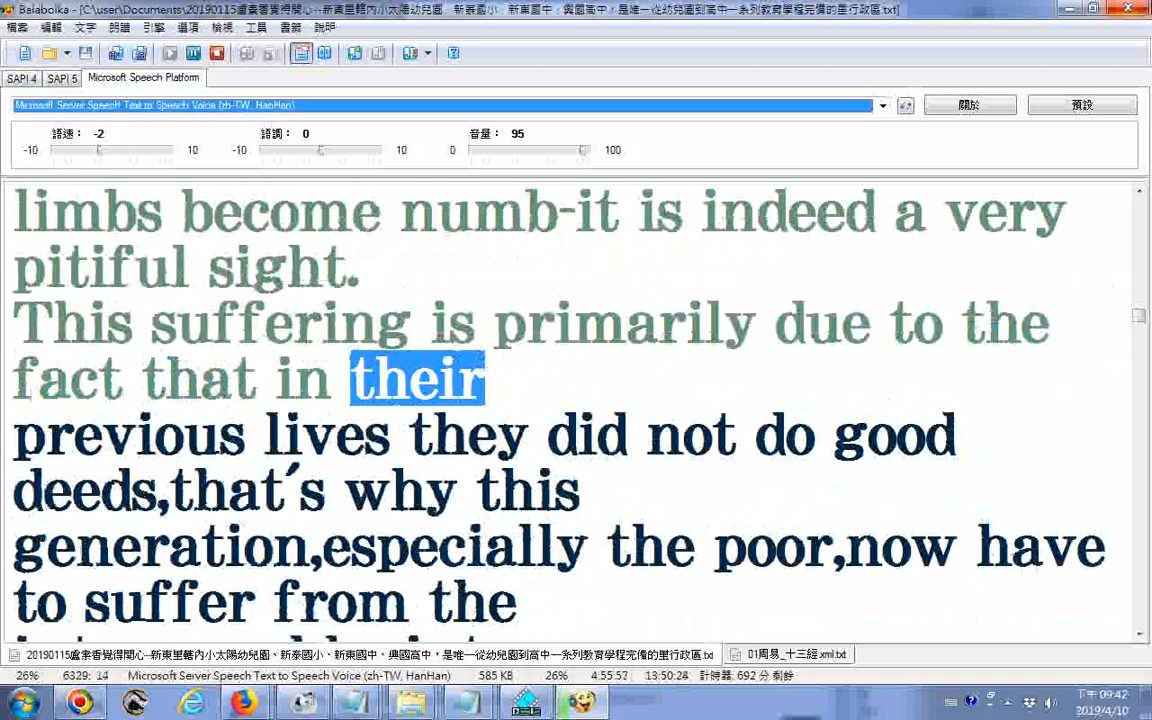 Balabolka - [C:\user\Documents\20190115盧崇香覺得開心--新東里轄內小太陽幼兒園、新泰國小、新東國中、興國高中，是唯一從幼兒園到高中一系列教育學程完備的里行政區.txt]
檔案 編輯 文字 朗讀 引擎 選項 檢視 工具 書籤 說明
SAPI 4 SAPI 5 Microsoft Speech Platform
Microsoft Server Speech Text to Speech Voice (zh-TW, HanHan) 關於 預設
語速： -2 語調： 0 音量： 95
-10 10 -10 10 0 100
limbs become numb-it is indeed a very
pitiful sight.
This suffering is primarily due to the
fact that in their
previous lives they did not do good
deeds,that´s why this
generation,especially the poor,now have
to suffer from the
20190115盧崇香覺得開心--新東里轄內小太陽幼兒園、新泰國小、新東國中、興國高中，是唯一從幼兒園到高中一系列教育學程完備的里行政區.txt 01周易_十三經.xml.txt
26% 6329: 14 Microsoft Server Speech Text to Speech Voice (zh-TW, HanHan) 585 KB 26% 4:55:53 13:50:28 計時器: 692 分 剩餘
下午 09:42
2019/4/10